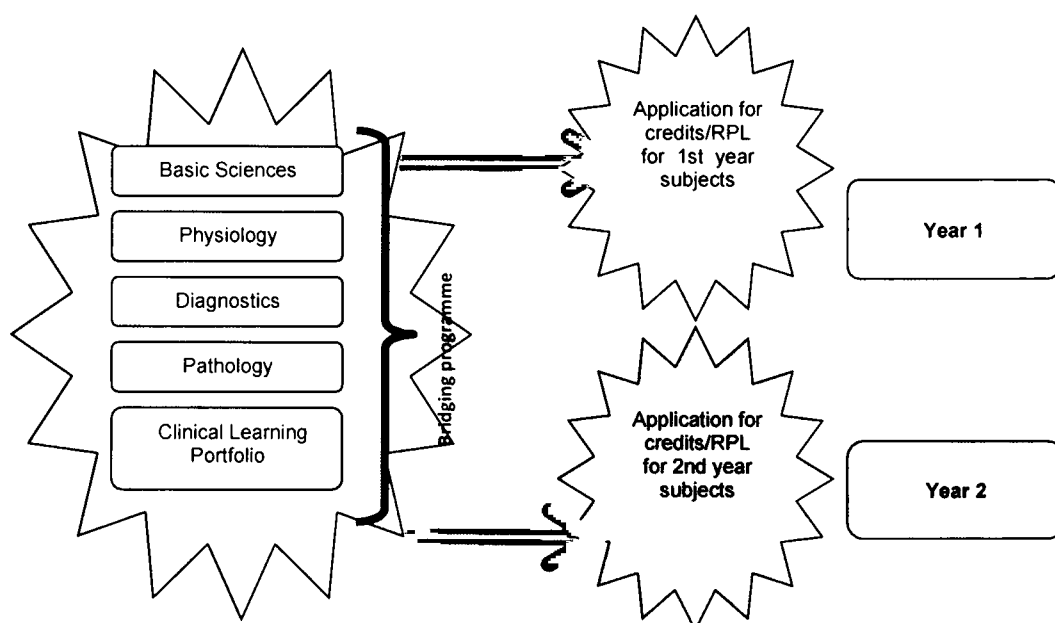 Basic Sciences
Physiology
Diagnostics
Pathology
Clinical Learning
Portfolio
Bridging programme
Application for
credits/RPL
for 1st year
subjects
Year 1
Application for
credits/RPL
for 2nd year
subjects
Year 2